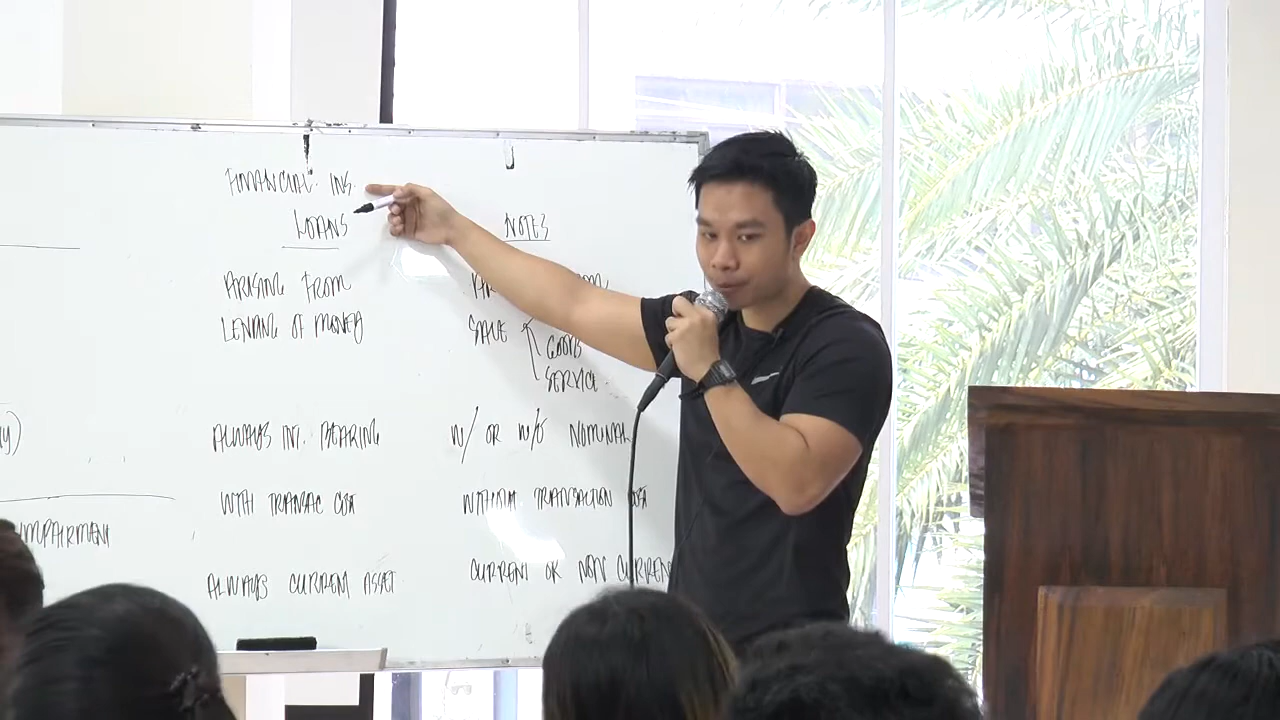 FINANCIAL INS.
LOANS
NOTES
ARISING FROM
LENDING OF MONEY
SALE
GOODS
SERVICE.
ALWAYS INT. BEARING
W/ OR W/O NOMINAL
WITH TRANSAC COST
WITHOUT TRANSACTION COST
IMPAIRMENT
ALWAYS CURRENT ASSET
CURRENT OR NON CURREN